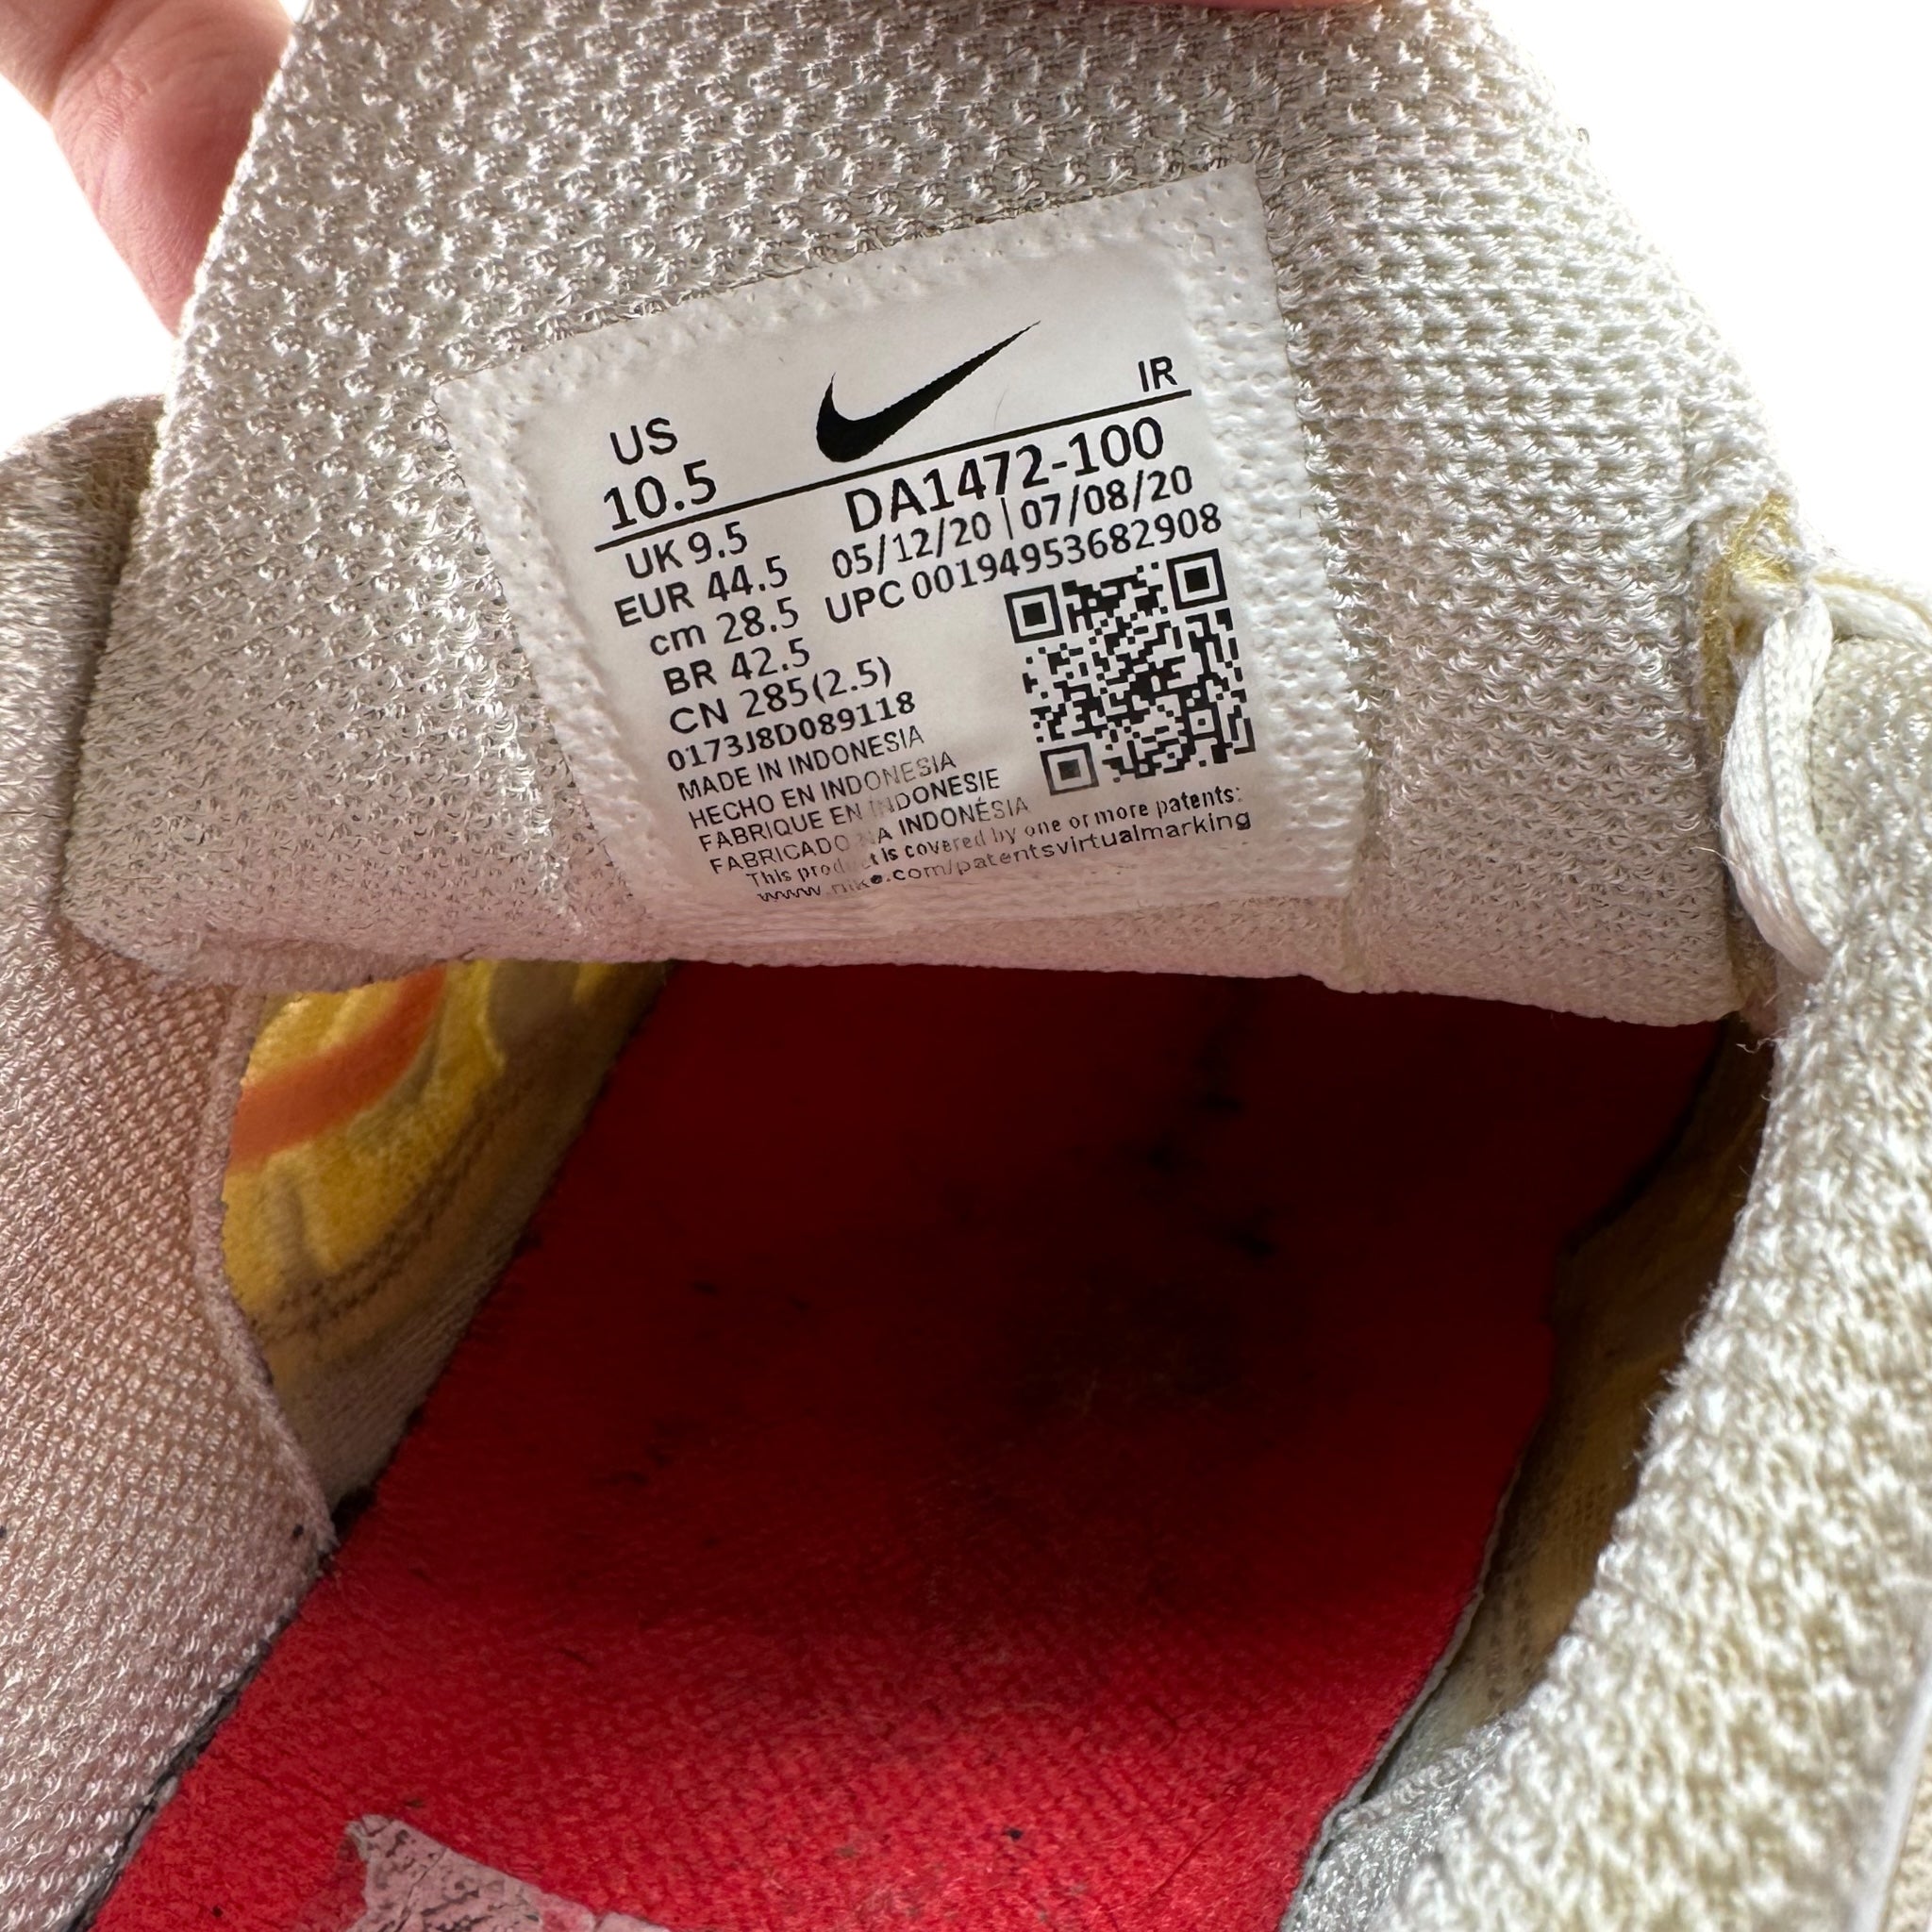 US
10.5
IR
UK 9.5
EUR 44.5
cm 28.5
BR 42.5
CN 285(2.5)
0173J8D089118
DA1472-100
05/12/20 | 07/08/20
UPC 00194953682908
MADE IN INDONESIA
HECHO EN INDONESIA
FABRIQUE EN INDONESIE
FABRICADO NA INDONÉSIA
This product is covered by one or more patents:
www.nike.com/patentsvirtualmarking